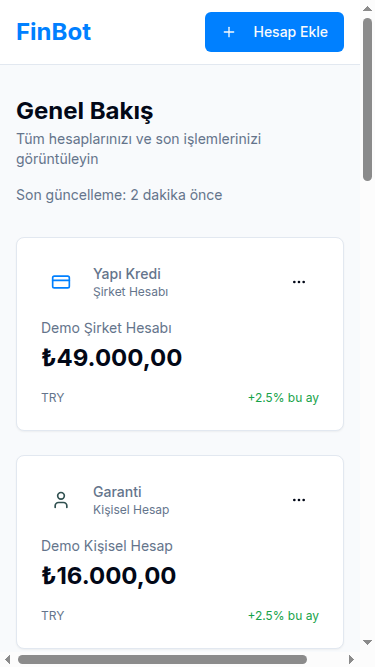 FinBot
Hesap Ekle
Genel Bakış
Tüm hesaplarınızı ve son işlemlerinizi
görüntüleyin
Son güncelleme: 2 dakika önce
Yapı Kredi
Şirket Hesabı
Demo Şirket Hesabı
₺49.000,00
TRY +2.5% bu ay
Garanti
Kişisel Hesap
Demo Kişisel Hesap
₺16.000,00
TRY +2.5% bu ay